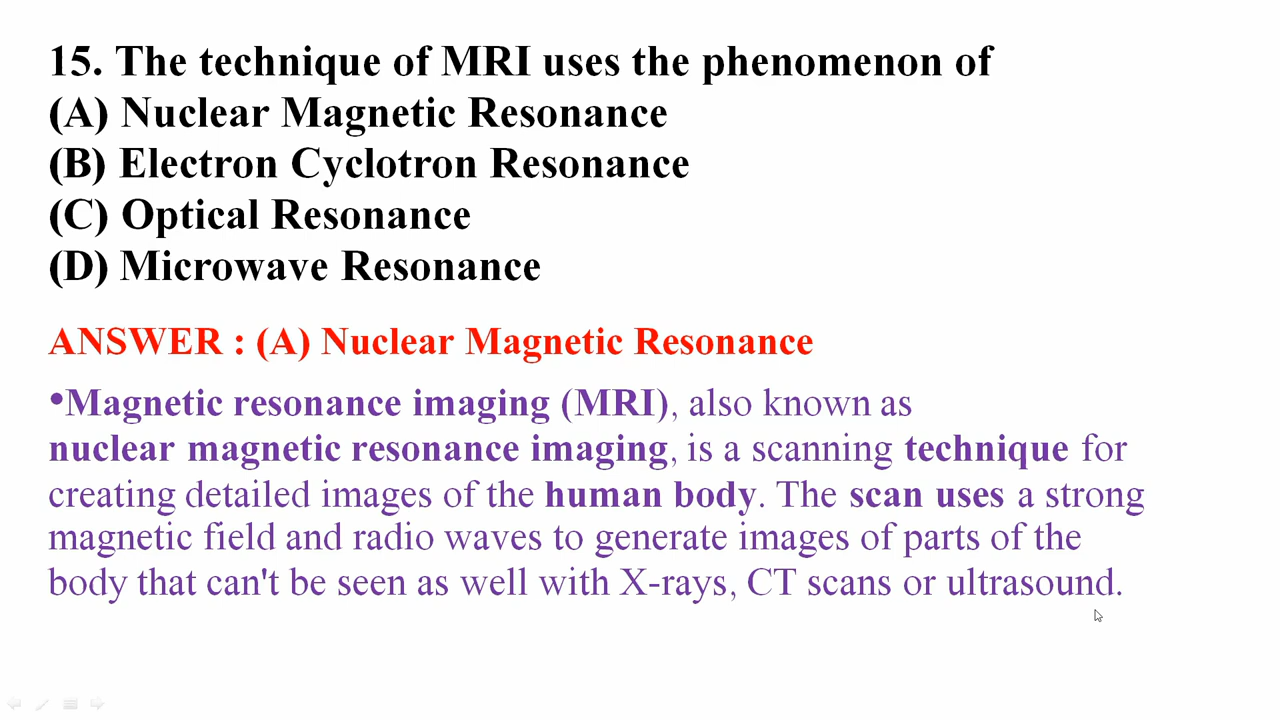 15. The technique of MRI uses the phenomenon of
(A) Nuclear Magnetic Resonance
(B) Electron Cyclotron Resonance
(C) Optical Resonance
(D) Microwave Resonance
ANSWER : (A) Nuclear Magnetic Resonance
•Magnetic resonance imaging (MRI), also known as
nuclear magnetic resonance imaging, is a scanning technique for
creating detailed images of the human body. The scan uses a strong
magnetic field and radio waves to generate images of parts of the
body that can't be seen as well with X-rays, CT scans or ultrasound.